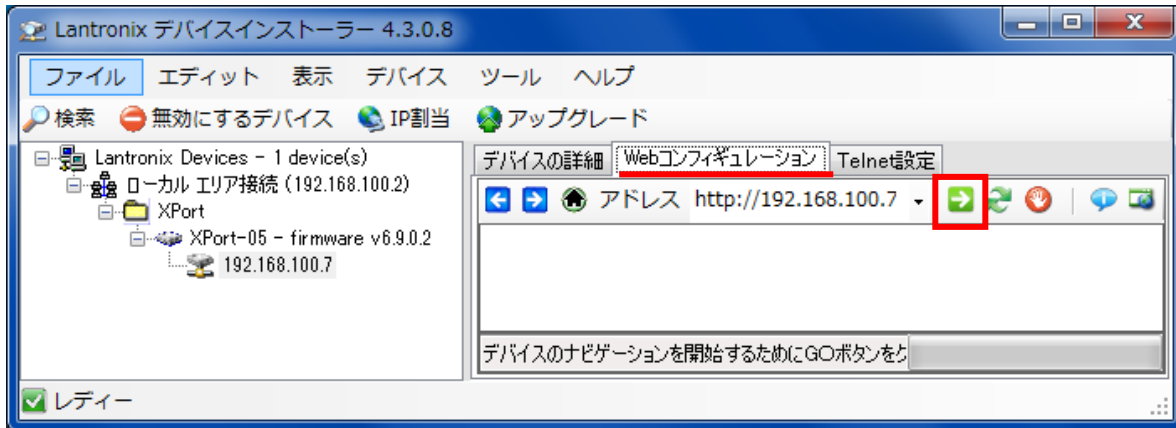 Lantronix デバイスインストーラー 4.3.0.8
ファイル エディット 表示 デバイス ツール ヘルプ
検索 無効にするデバイス IP割当 アップグレード
Lantronix Devices - 1 device(s)
ローカル エリア接続 (192.168.100.2)
XPort
XPort-05 - firmware v6.9.0.2
192.168.100.7
デバイスの詳細 Webコンフィギュレーション Telnet設定
アドレス http://192.168.100.7
デバイスのナビゲーションを開始するためにGOボタンをど
レディー